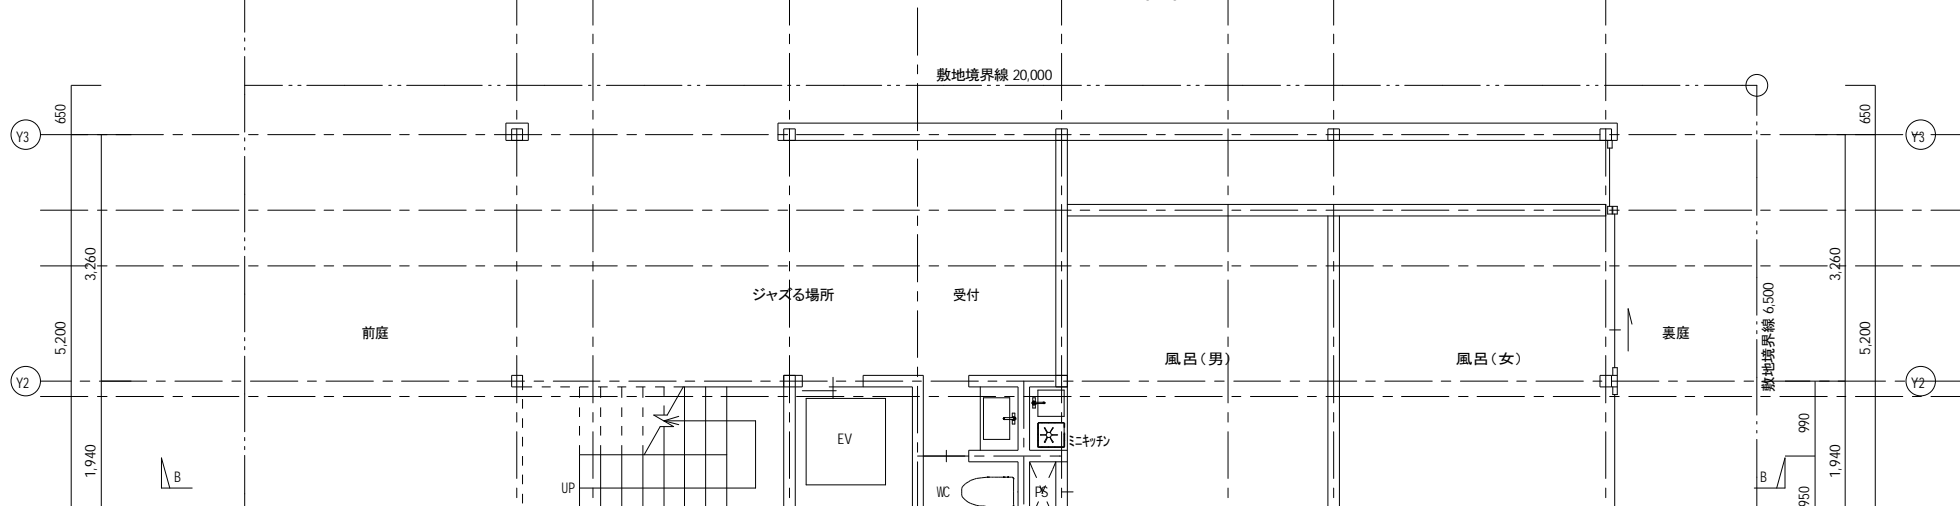 敷地境界線 20,000
650
650
Y3
Y3
3,260
3,260
敷地境界線 6,500
ジャズる場所
受付
前庭
裏庭
5,200
5,200
風呂(男)
風呂(女)
Y2
Y2
990
EV
ミニキッチン
1,940
1,940
B
B
UP
WC
PS
950